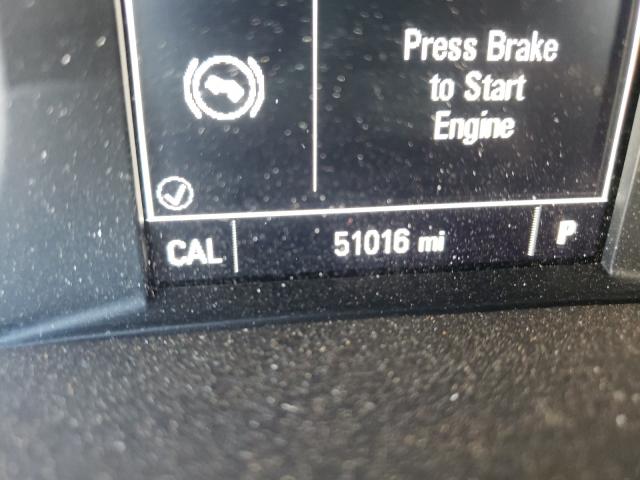 Press Brake
to Start
Engine
CAL 51016 mi P